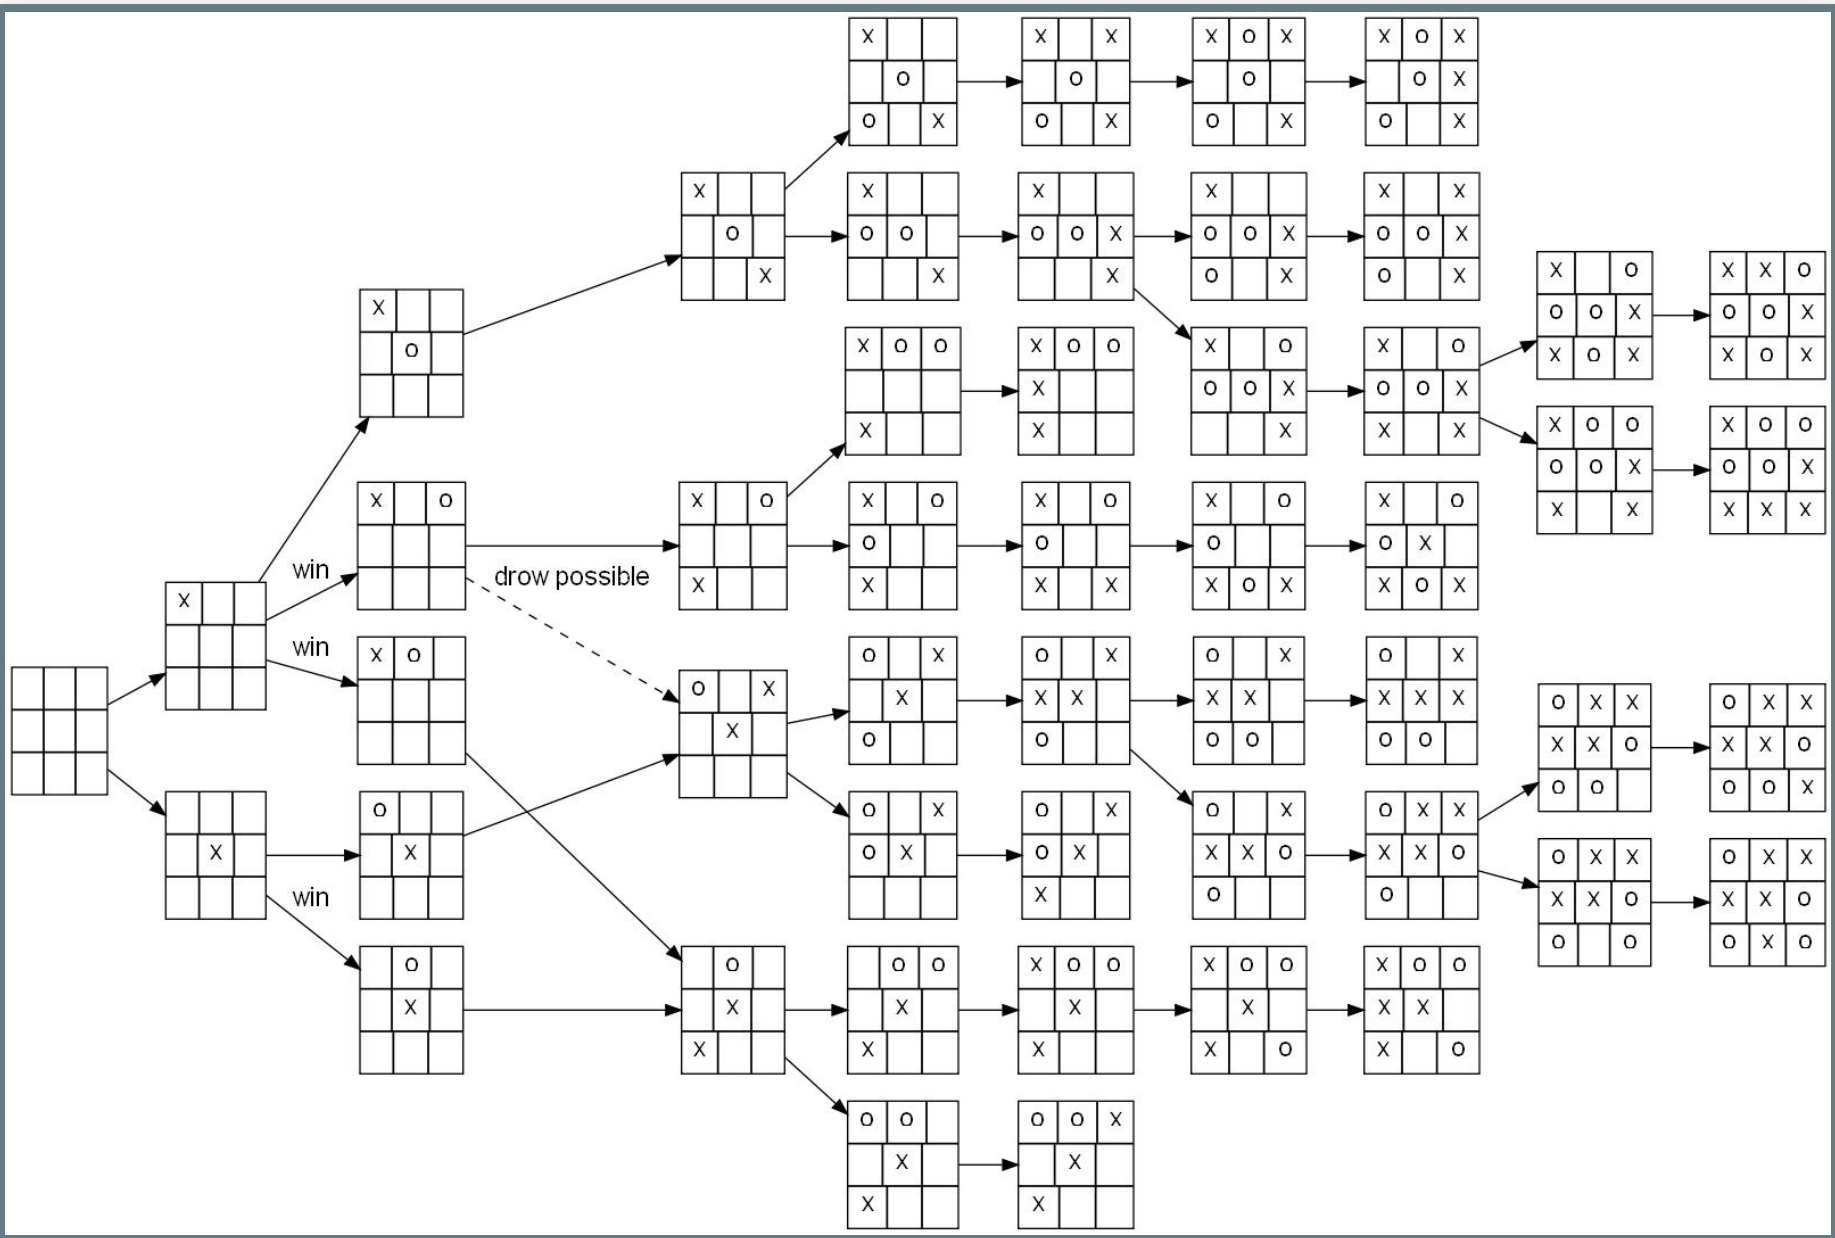 X X X X O X X O X
O O O O X
O X O X O X O X
X X X X X X
O O O O O X O O X O O X
X O X X O
X X X O X O X
X
O O X O O X
O X O O X O O X O X O
X O X X O X
X O O X O O X
X O O X O O
X X X X X
O O X O O X
X O X O X O X O X O X O
X X X X X
O O O O X
win
drow possible
X X X X X O X X O X
X
win
X O O X O X O X O X
O X
X X X X X X X X
O X X O X X
X
O O O O O O
X X O X X O
O O O O X
O O X O X O X O X X
X X O X O X X X O X X O
O X X O X X
win
X O O
X X O X X O
O O O X O
O O O O X O O X O O X O O
X X X X X X X
X X X X O X O
O O O O X
X X
X X